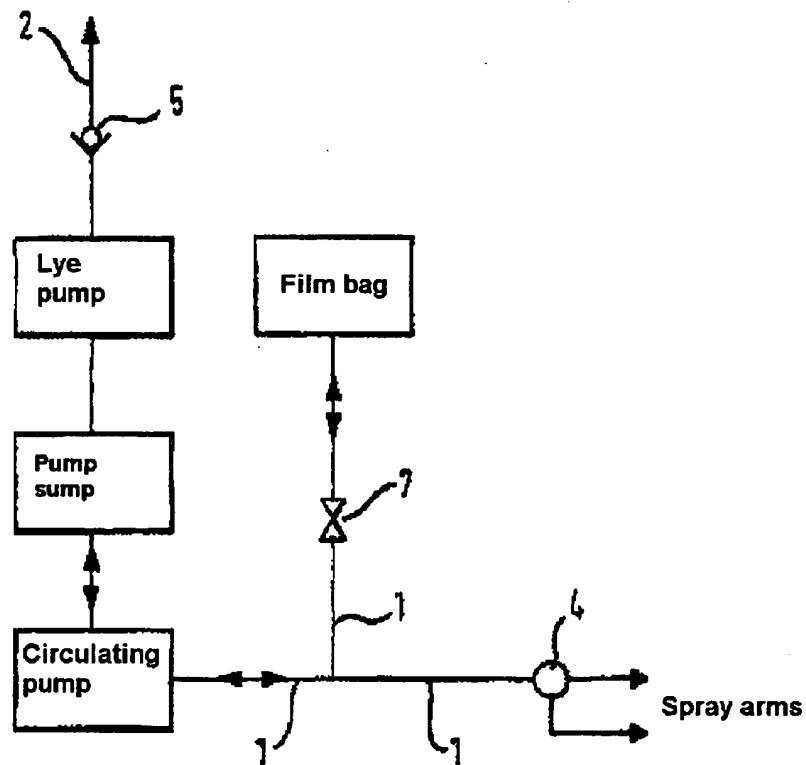 2
5
Lye
pump
Film bag
Pump
sump
7
1
4
Circulating
pump
Spray arms
1
1